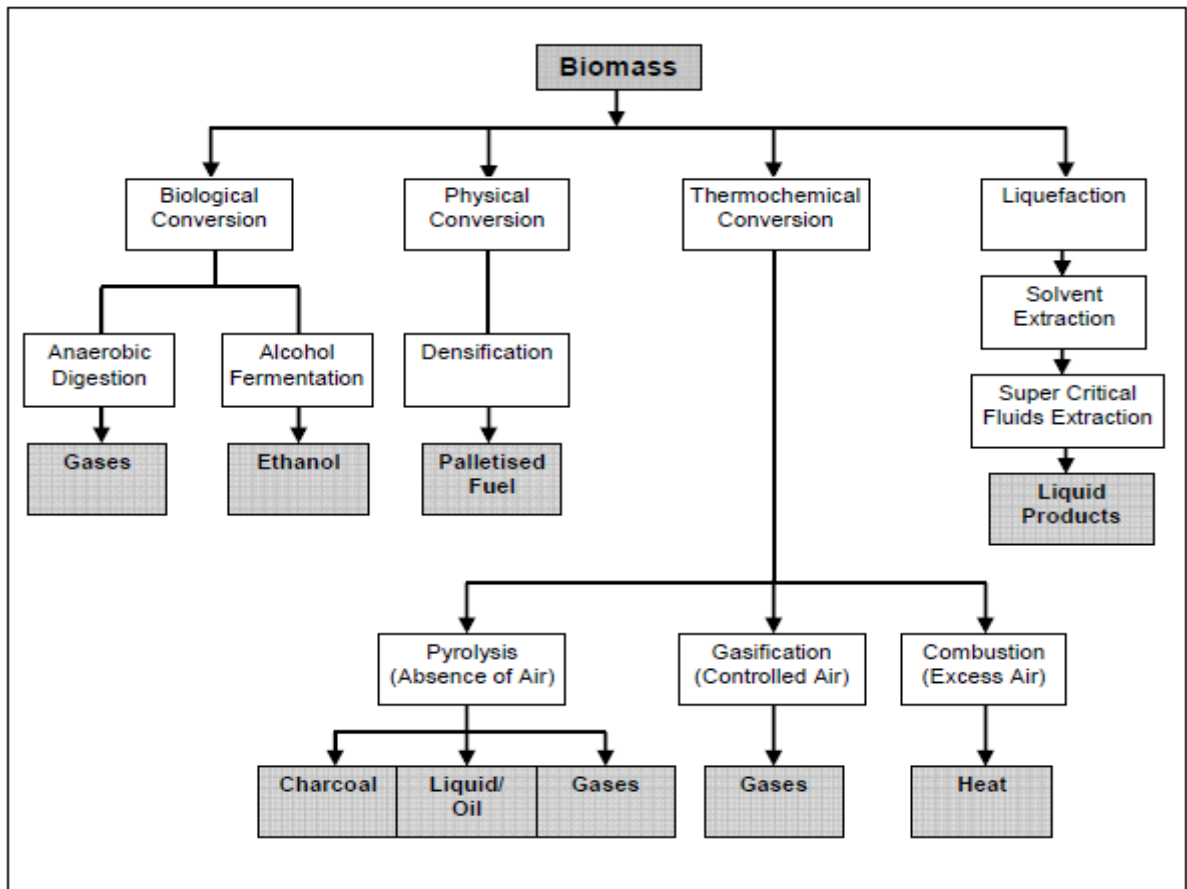 Biomass
Biological
Conversion
Physical
Conversion
Thermochemical
Conversion
Liquefaction
Solvent
Extraction
Anaerobic
Digestion
Alcohol
Fermentation
Densification
Super Critical
Fluids Extraction
Gases
Ethanol
Palletised
Fuel
Liquid
Products
Pyrolysis
(Absence of Air)
Gasification
(Controlled Air)
Combustion
(Excess Air)
Charcoal
Liquid/
Oil
Gases
Gases
Heat